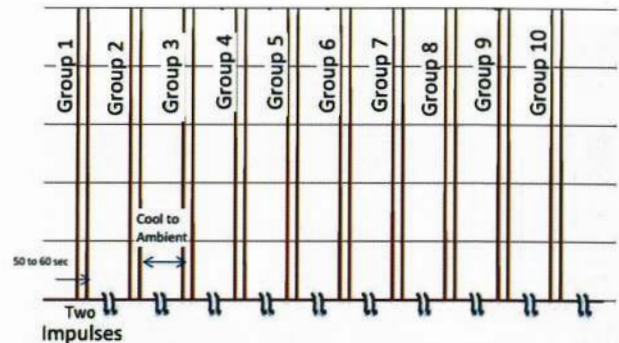 Group 1
Group 2
Group 3
Group 4
Group 5
Group 6
Group 7
Group 8
Group 9
Group 10
Cool to
Ambient
50 to 60 sec
Two
Impulses